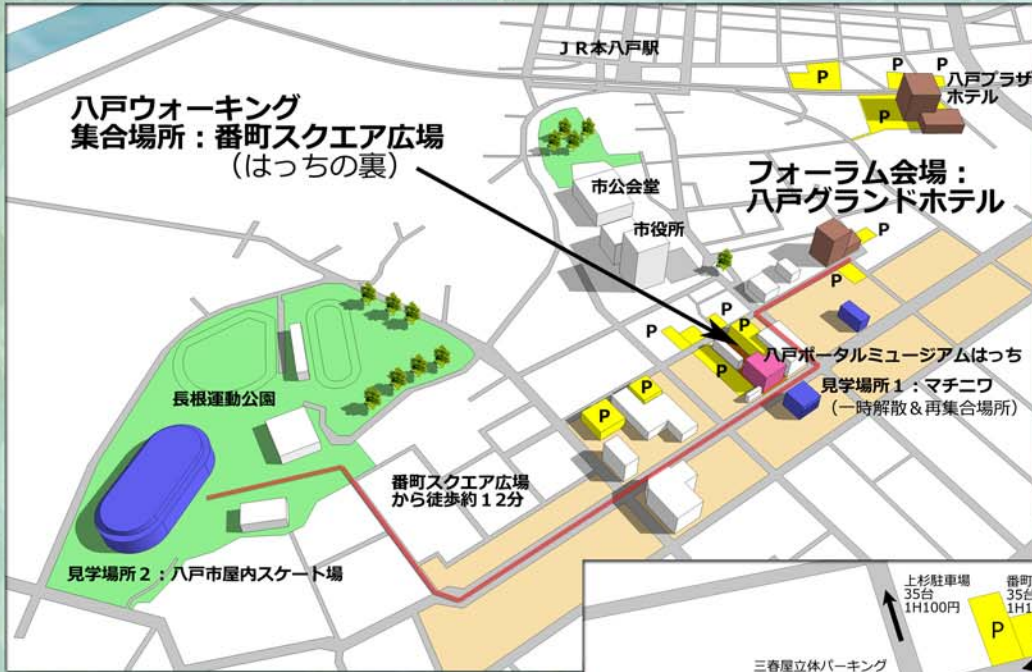 JR本八戸駅
P
P
P
八戸プラザ
ホテル
P
八戸ウォーキング
集合場所：番町スクエア広場
（はっちの裏）
市公会堂
市役所
フォーラム会場：
八戸グランドホテル
P
P
P
P
P
P
八戸ポータルミュージアムはっち
見学場所１：マチニワ
（一時解散＆再集合場所）
P
P
長根運動公園
番町スクエア広場
から徒歩約１２分
見学場所２：八戸市屋内スケート場
上杉駐車場
35台
1H100円
番町
35台
1H1
P
三春屋立体パーキング